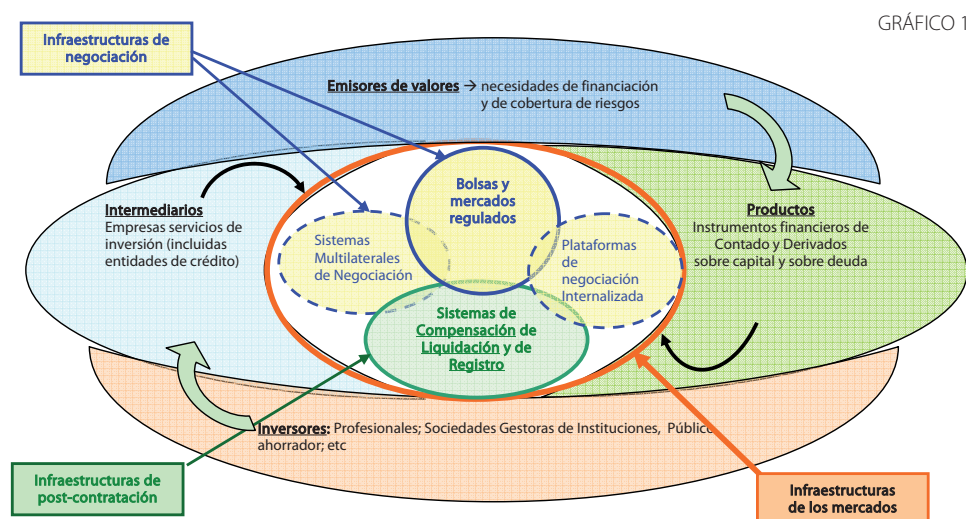 GRÁFICO 1
Infraestructuras de
negociación
Emisores de valores → necesidades de financiación
y de cobertura de riesgos
Bolsas y
mercados
regulados
Intermediarios
Empresas servicios de
inversión (incluidas
entidades de crédito)
Sistemas
Multilaterales
de Negociación
Plataformas
de
negociación
Internalizada
Productos
Instrumentos financieros de
Contado y Derivados
sobre capital y sobre deuda
Sistemas de
Compensación de
Liquidación y de
Registro
Inversores: Profesionales; Sociedades Gestoras de Instituciones, Público
ahorrador; etc
Infraestructuras de
post-contratación
Infraestructuras
de los mercados